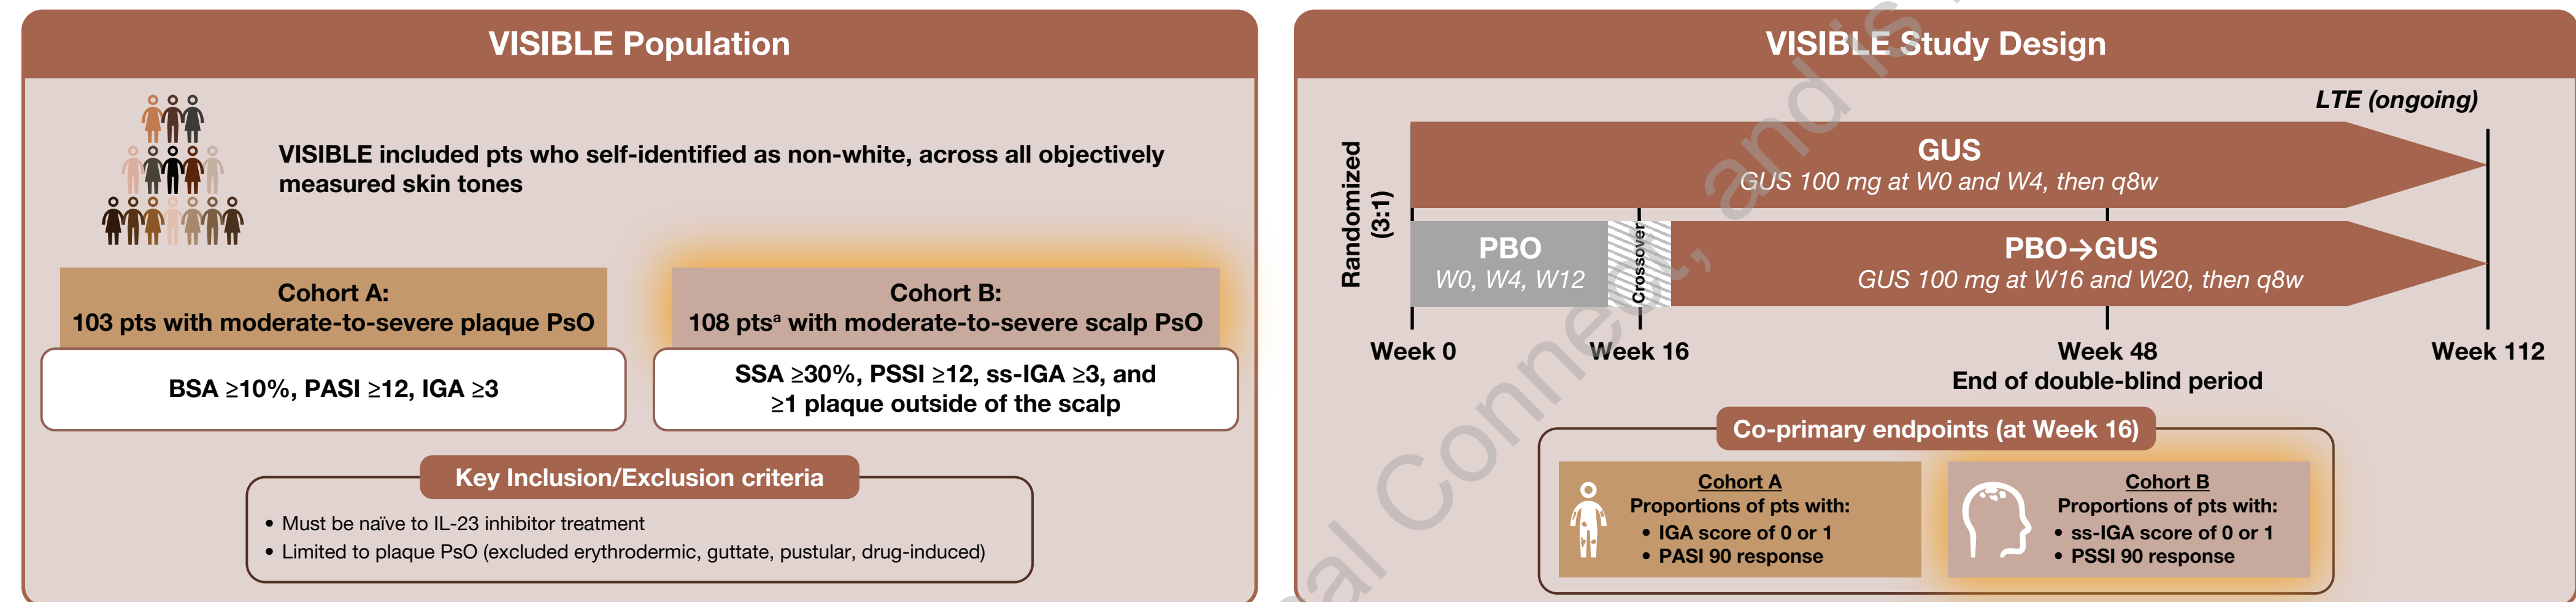 VISIBLE Population
VISIBLE included pts who self-identified as non-white, across all objectively
measured skin tones
Cohort A:
103 pts with moderate-to-severe plaque PsO
BSA ≥10%, PASI ≥12, IGA ≥3
Cohort B:
108 ptsᵃ with moderate-to-severe scalp PsO
SSA ≥30%, PSSI ≥12, ss-IGA ≥3, and
≥1 plaque outside of the scalp
Key Inclusion/Exclusion criteria
• Must be naïve to IL-23 inhibitor treatment
• Limited to plaque PsO (excluded erythrodermic, guttate, pustular, drug-induced)
VISIBLE Study Design
LTE (ongoing)
Randomized
(3:1)
GUS
GUS 100 mg at W0 and W4, then q8w
PBO
W0, W4, W12
Crossover
PBO→GUS
GUS 100 mg at W16 and W20, then q8w
Week 0
Week 16
Week 48
End of double-blind period
Week 112
Co-primary endpoints (at Week 16)
Cohort A
Proportions of pts with:
• IGA score of 0 or 1
• PASI 90 response
Cohort B
Proportions of pts with:
• ss-IGA score of 0 or 1
• PSSI 90 response
Connect, and is